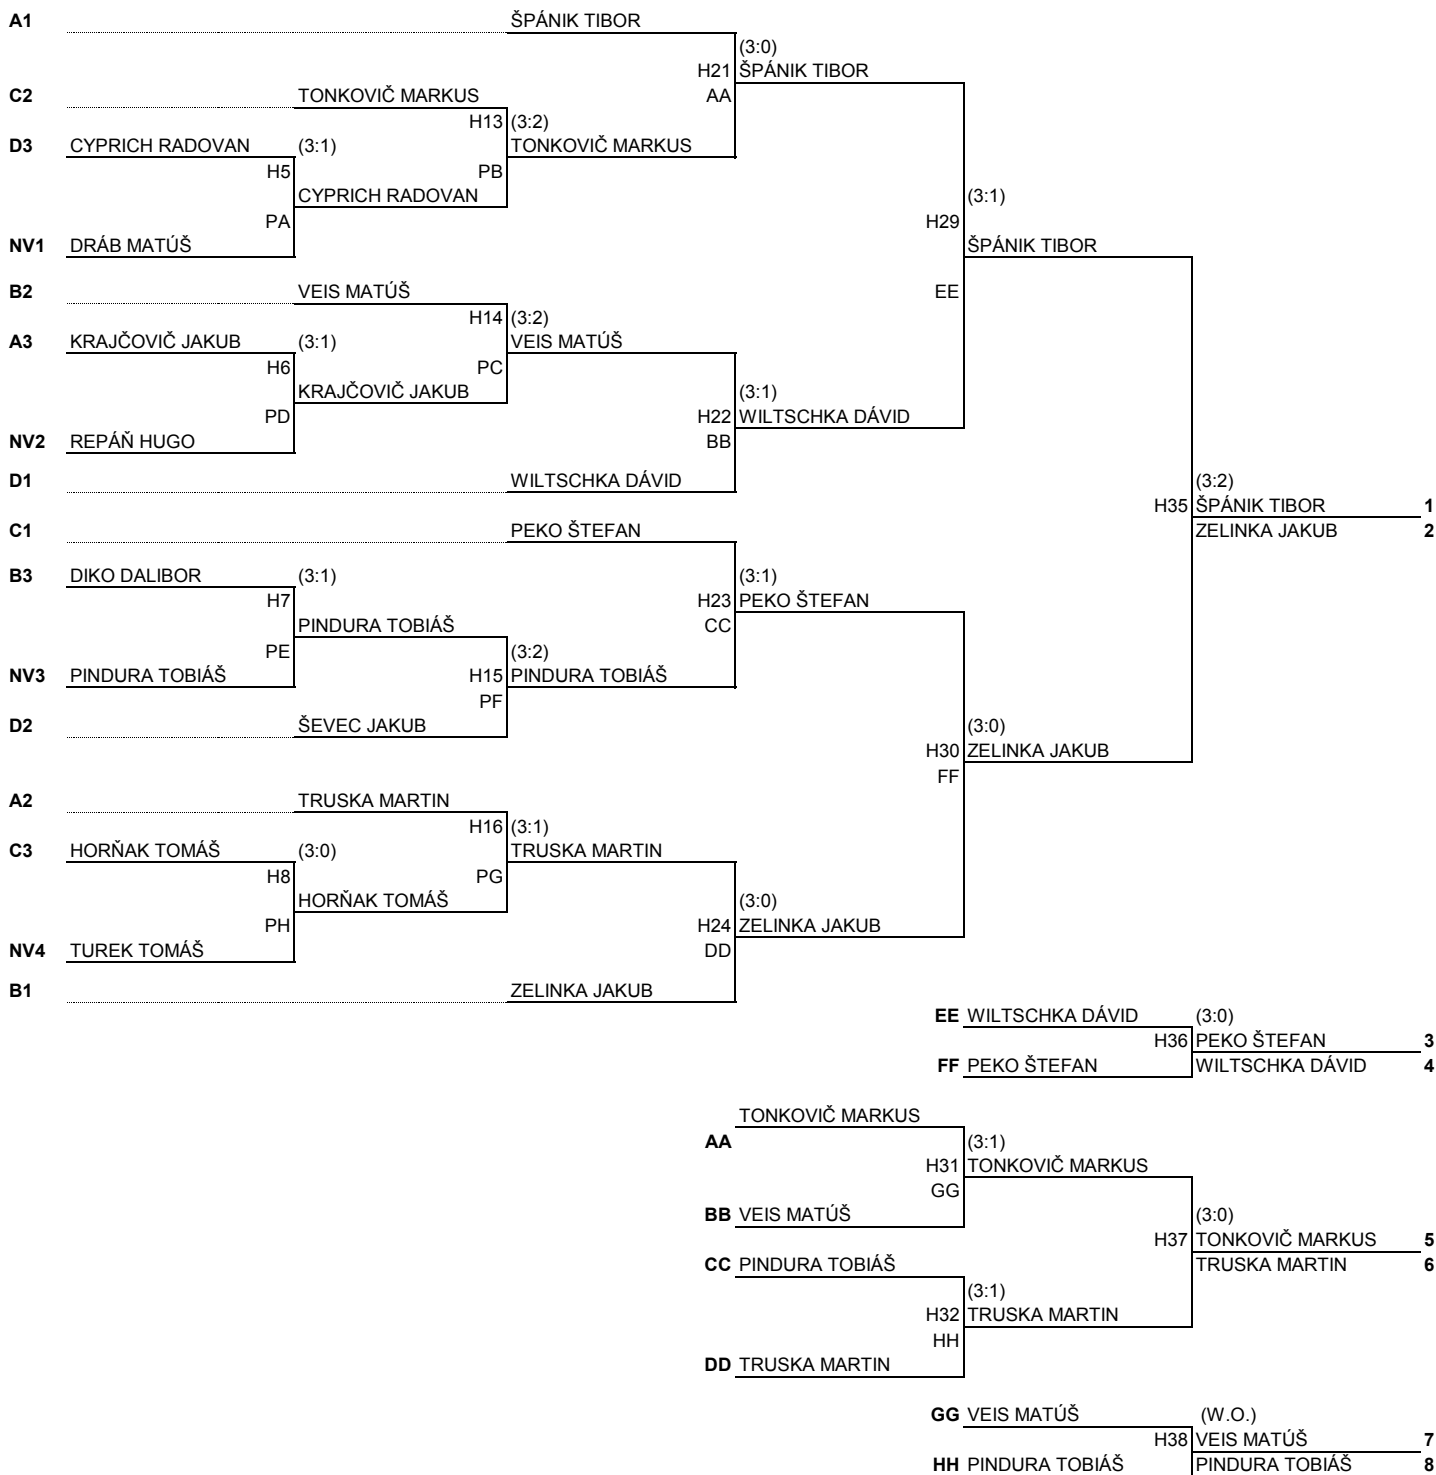 A1 ŠPÁNIK TIBOR
(3:0)
H21 ŠPÁNIK TIBOR
C2 TONKOVIČ MARKUS AA
H13 (3:2)
D3 CYPRICH RADOVAN (3:1) TONKOVIČ MARKUS
H5 PB
CYPRICH RADOVAN (3:1)
PA H29
NV1 DRÁB MATÚŠ ŠPÁNIK TIBOR
B2 VEIS MATÚŠ EE
H14 (3:2)
A3 KRAJČOVIČ JAKUB (3:1) VEIS MATÚŠ
H6 PC
KRAJČOVIČ JAKUB (3:1)
PD H22 WILTSCHKA DÁVID
NV2 REPÁŇ HUGO BB
D1 WILTSCHKA DÁVID (3:2)
H35 ŠPÁNIK TIBOR 1
C1 PEKO ŠTEFAN ZELINKA JAKUB 2
B3 DIKO DALIBOR (3:1) (3:1)
H7 H23 PEKO ŠTEFAN
PINDURA TOBIÁŠ CC
PE (3:2)
NV3 PINDURA TOBIÁŠ H15 PINDURA TOBIÁŠ
PF
D2 ŠEVEC JAKUB (3:0)
H30 ZELINKA JAKUB
FF
A2 TRUSKA MARTIN
H16 (3:1)
C3 HORŇAK TOMÁŠ (3:0) TRUSKA MARTIN
H8 PG
HORŇAK TOMÁŠ (3:0)
PH H24 ZELINKA JAKUB
NV4 TUREK TOMÁŠ DD
B1 ZELINKA JAKUB
EE WILTSCHKA DÁVID (3:0)
H36 PEKO ŠTEFAN 3
FF PEKO ŠTEFAN WILTSCHKA DÁVID 4
TONKOVIČ MARKUS
AA (3:1)
H31 TONKOVIČ MARKUS
GG
BB VEIS MATÚŠ (3:0)
H37 TONKOVIČ MARKUS 5
CC PINDURA TOBIÁŠ TRUSKA MARTIN 6
(3:1)
H32 TRUSKA MARTIN
HH
DD TRUSKA MARTIN
GG VEIS MATÚŠ (W.O.)
H38 VEIS MATÚŠ 7
HH PINDURA TOBIÁŠ PINDURA TOBIÁŠ 8